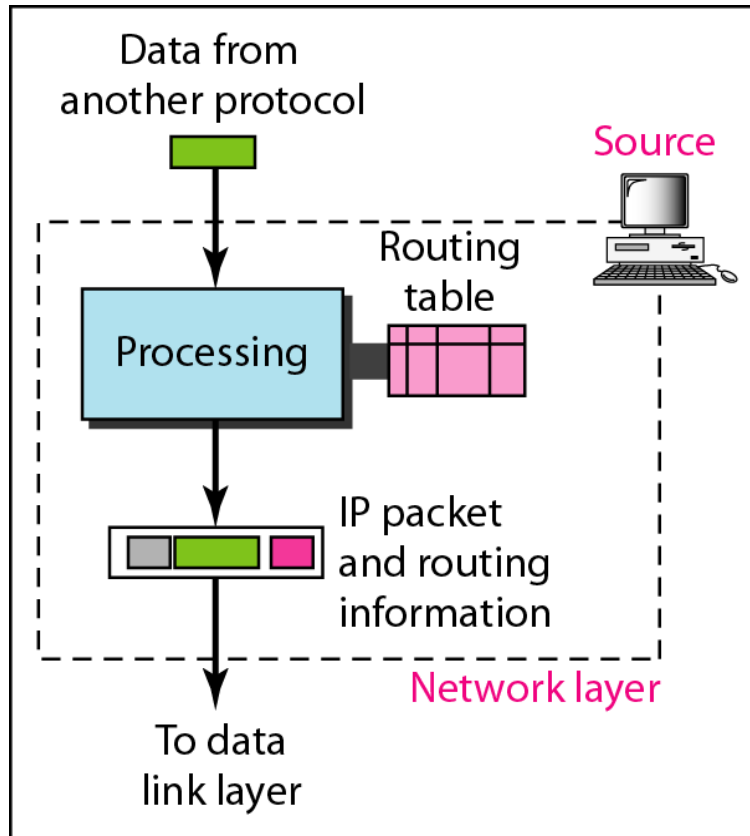 Data from
another protocol
Source
Routing
table
Processing
IP packet
and routing
information
Network layer
To data
link layer